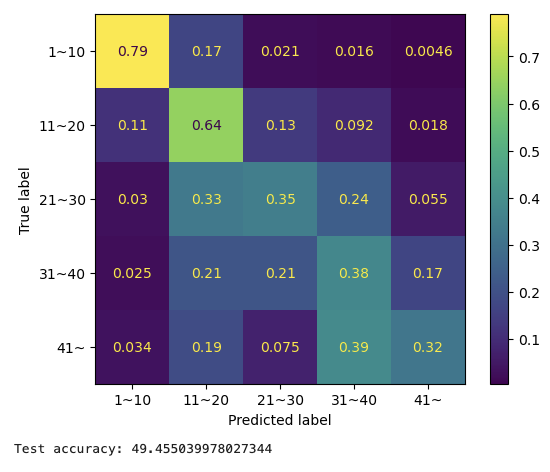 1~10 0.79 0.17 0.021 0.016 0.0046
11~20 0.11 0.64 0.13 0.092 0.018
21~30 0.03 0.33 0.35 0.24 0.055
31~40 0.025 0.21 0.21 0.38 0.17
41~ 0.034 0.19 0.075 0.39 0.32
True label
1~10 11~20 21~30 31~40 41~
Predicted label
0.7
0.6
0.5
0.4
0.3
0.2
0.1
Test accuracy: 49.455039978027344